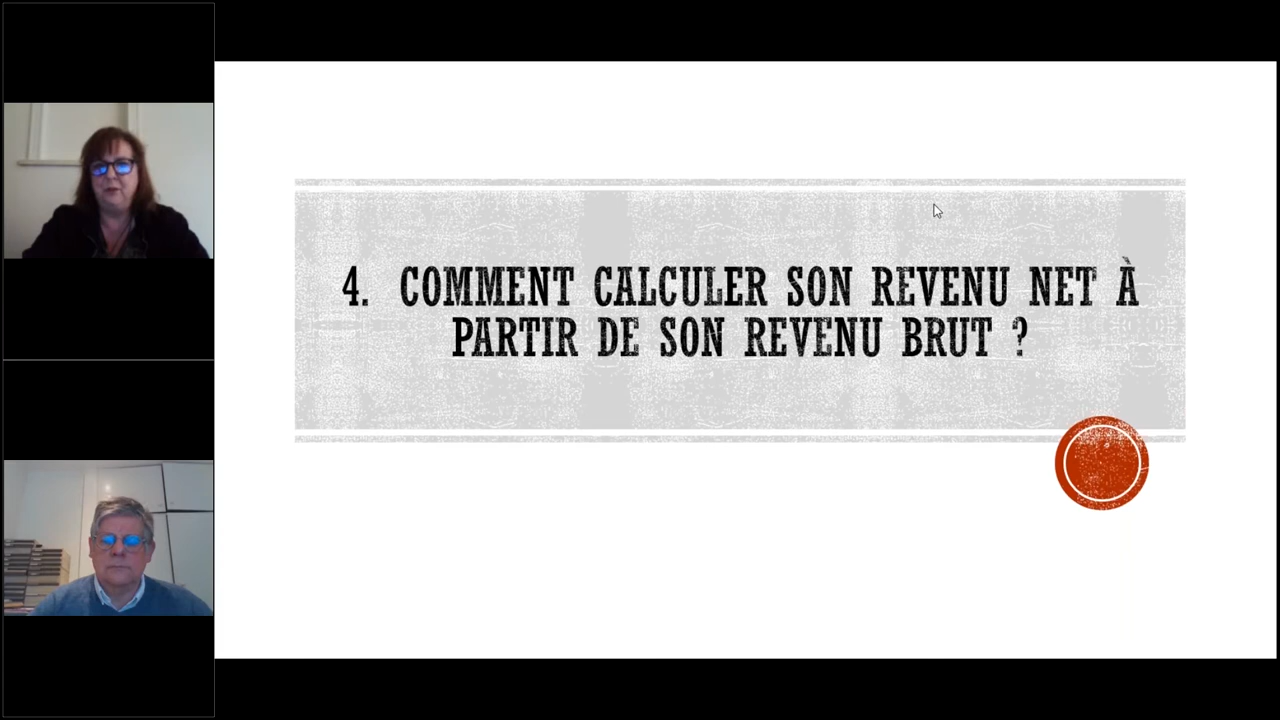 4. COMMENT CALCULER SON REVENU NET À
PARTIR DE SON REVENU BRUT ?